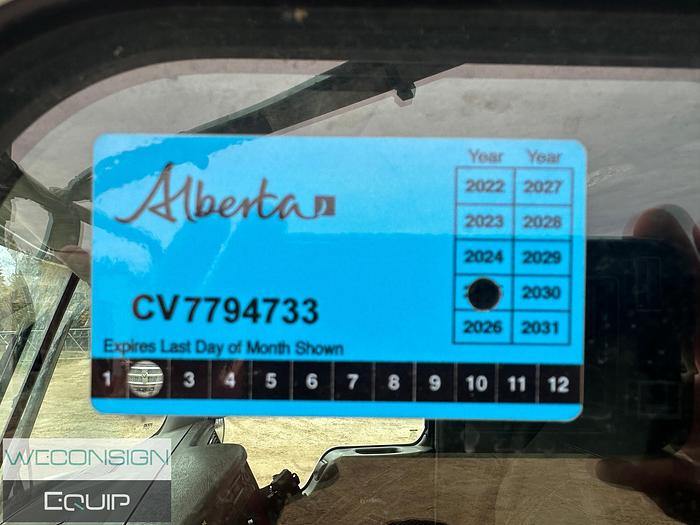 Alberta
Year Year
2022 2027
2023 2028
2024 2029
2030
2026 2031
CV7794733
Expires Last Day of Month Shown
1 3 4 5 6 7 8 9 10 11 12
WECONSIGN
EQUIP